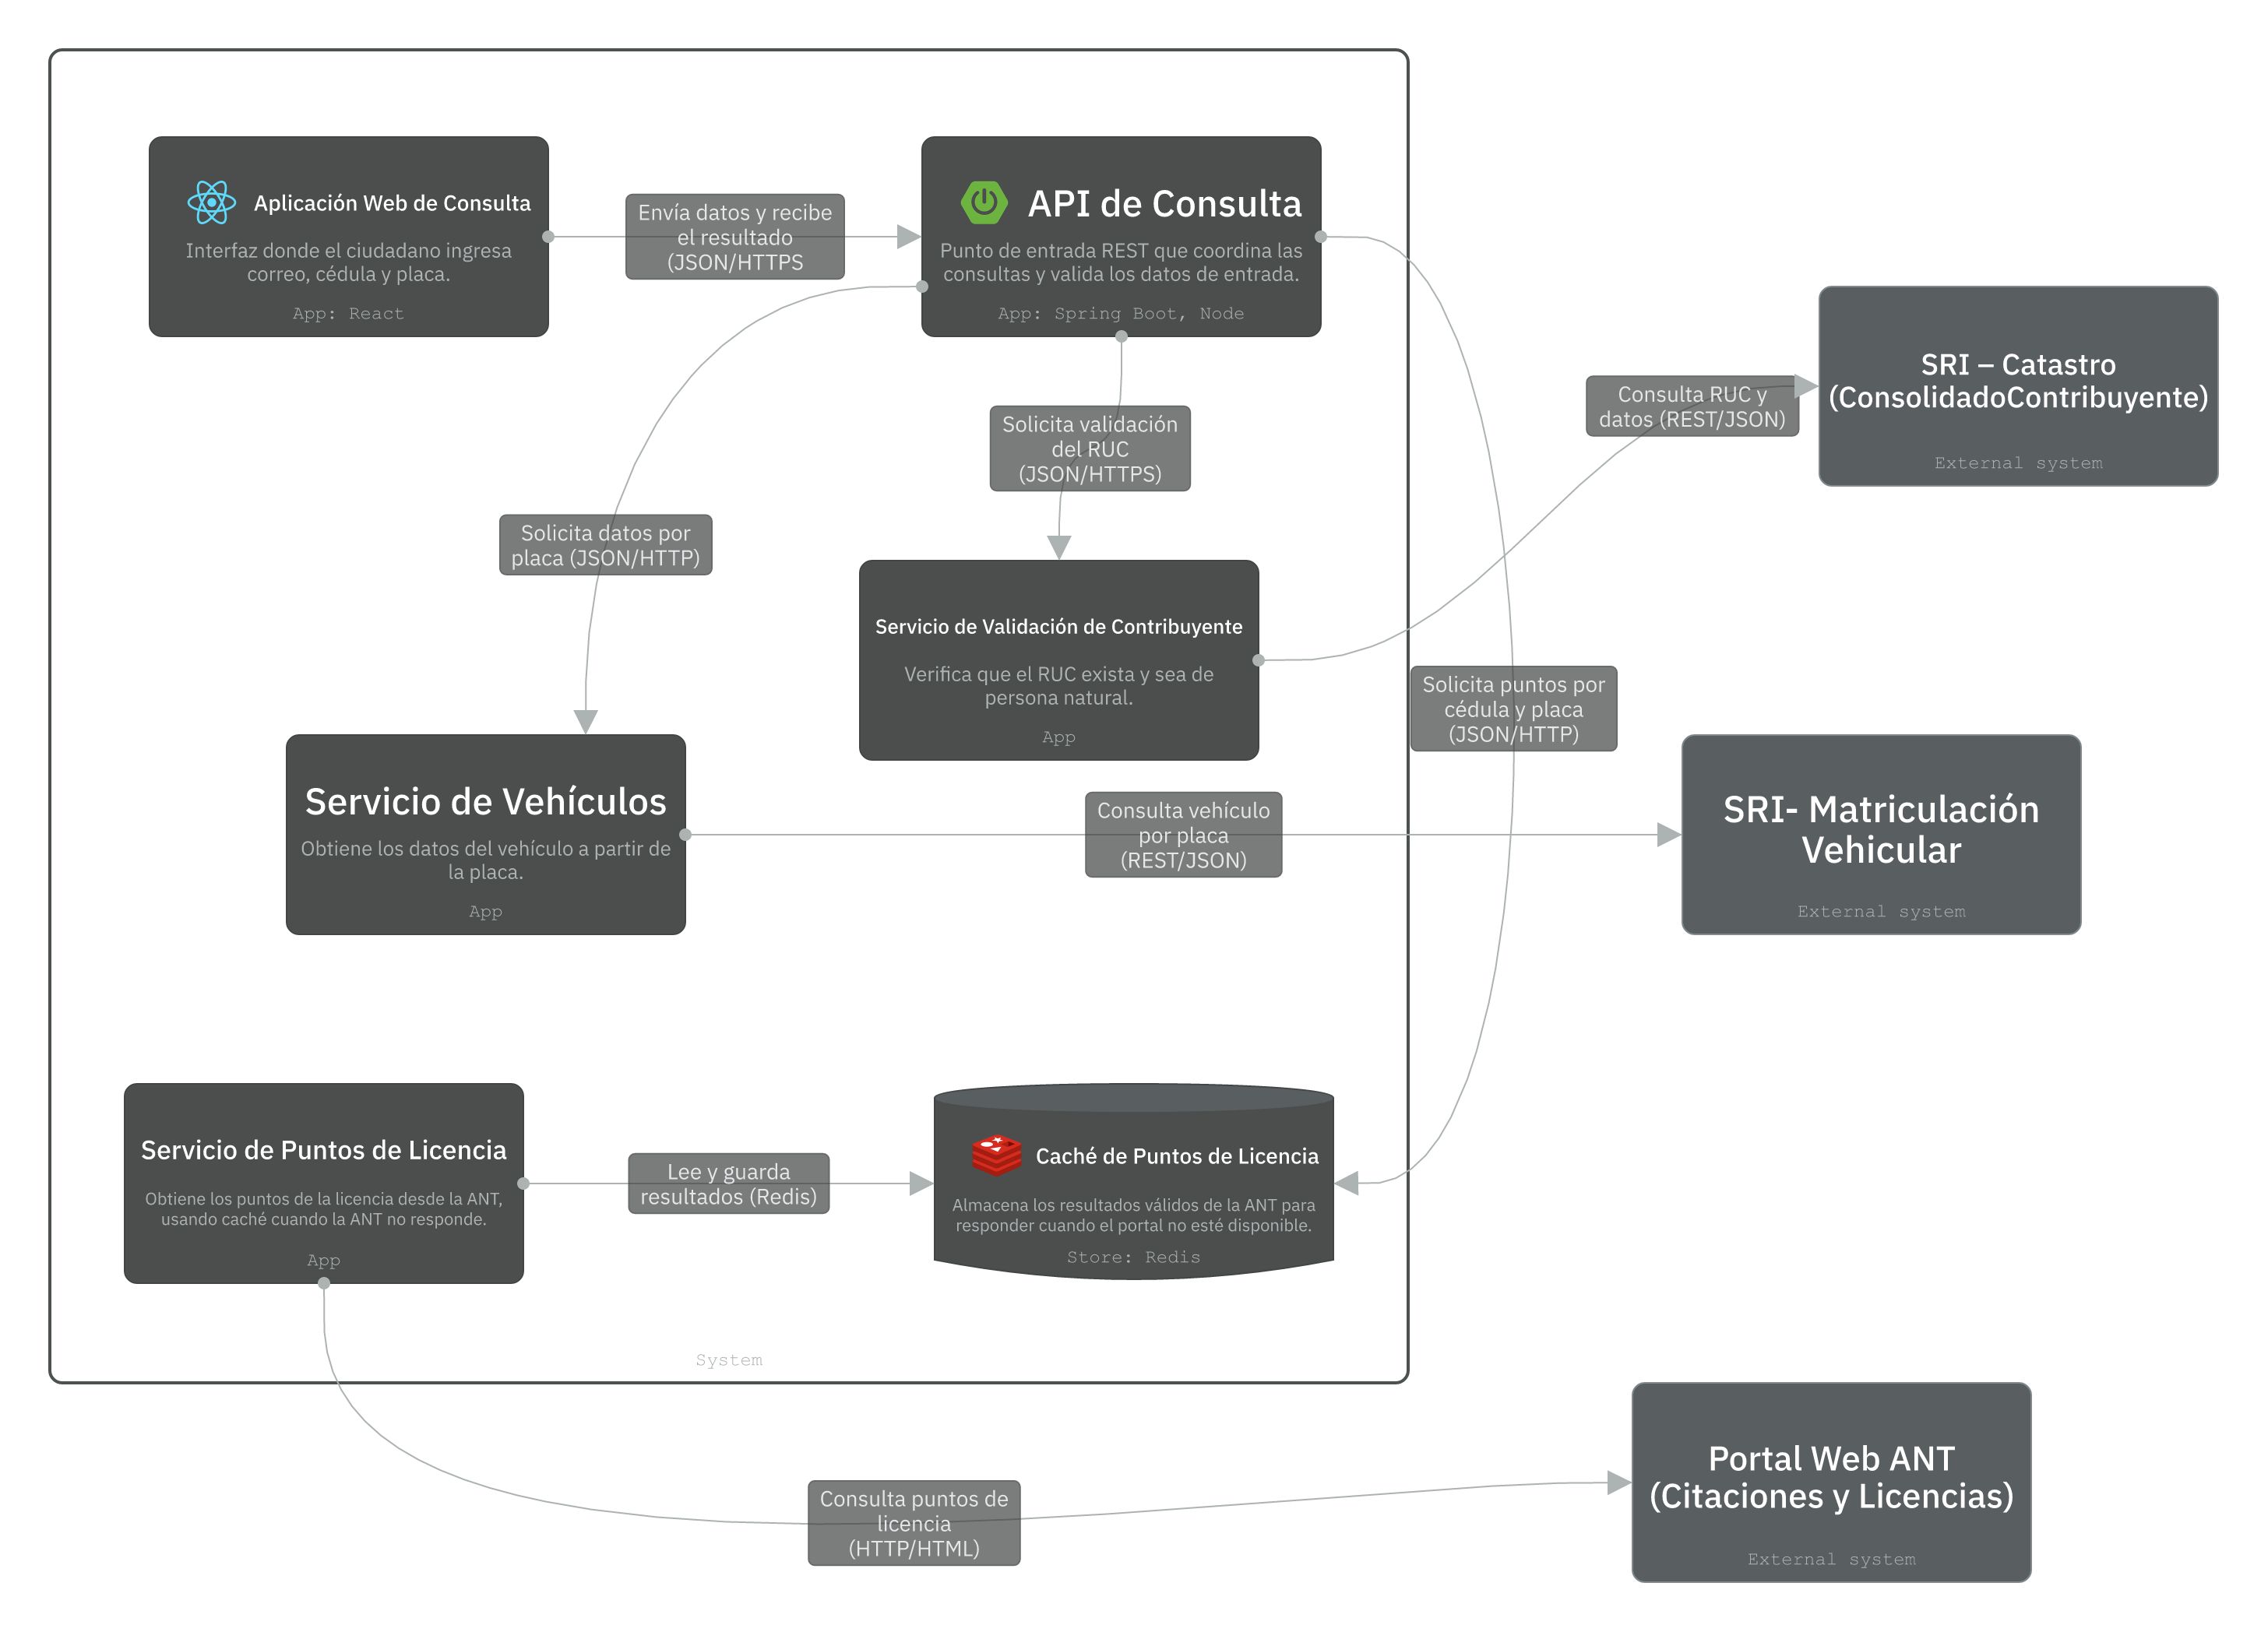 Aplicación Web de Consulta
Interfaz donde el ciudadano ingresa
correo, cédula y placa.
App: React
Envía datos y recibe
el resultado
(JSON/HTTPS
API de Consulta
Punto de entrada REST que coordina las
consultas y valida los datos de entrada.
App: Spring Boot, Node
SRI – Catastro
(ConsolidadoContribuyente)
External system
Consulta RUC y
datos (REST/JSON)
Solicita validación
del RUC
(JSON/HTTPS)
Solicita datos por
placa (JSON/HTTP)
Servicio de Validación de Contribuyente
Verifica que el RUC exista y sea de
persona natural.
App
Solicita puntos por
cédula y placa
(JSON/HTTP)
Servicio de Vehículos
Obtiene los datos del vehículo a partir de
la placa.
App
Consulta vehículo
por placa
(REST/JSON)
SRI- Matriculación
Vehicular
External system
Servicio de Puntos de Licencia
Obtiene los puntos de la licencia desde la ANT,
usando caché cuando la ANT no responde.
App
Lee y guarda
resultados (Redis)
Caché de Puntos de Licencia
Almacena los resultados válidos de la ANT para
responder cuando el portal no esté disponible.
Store: Redis
System
Consulta puntos de
licencia
(HTTP/HTML)
Portal Web ANT
(Citaciones y Licencias)
External system